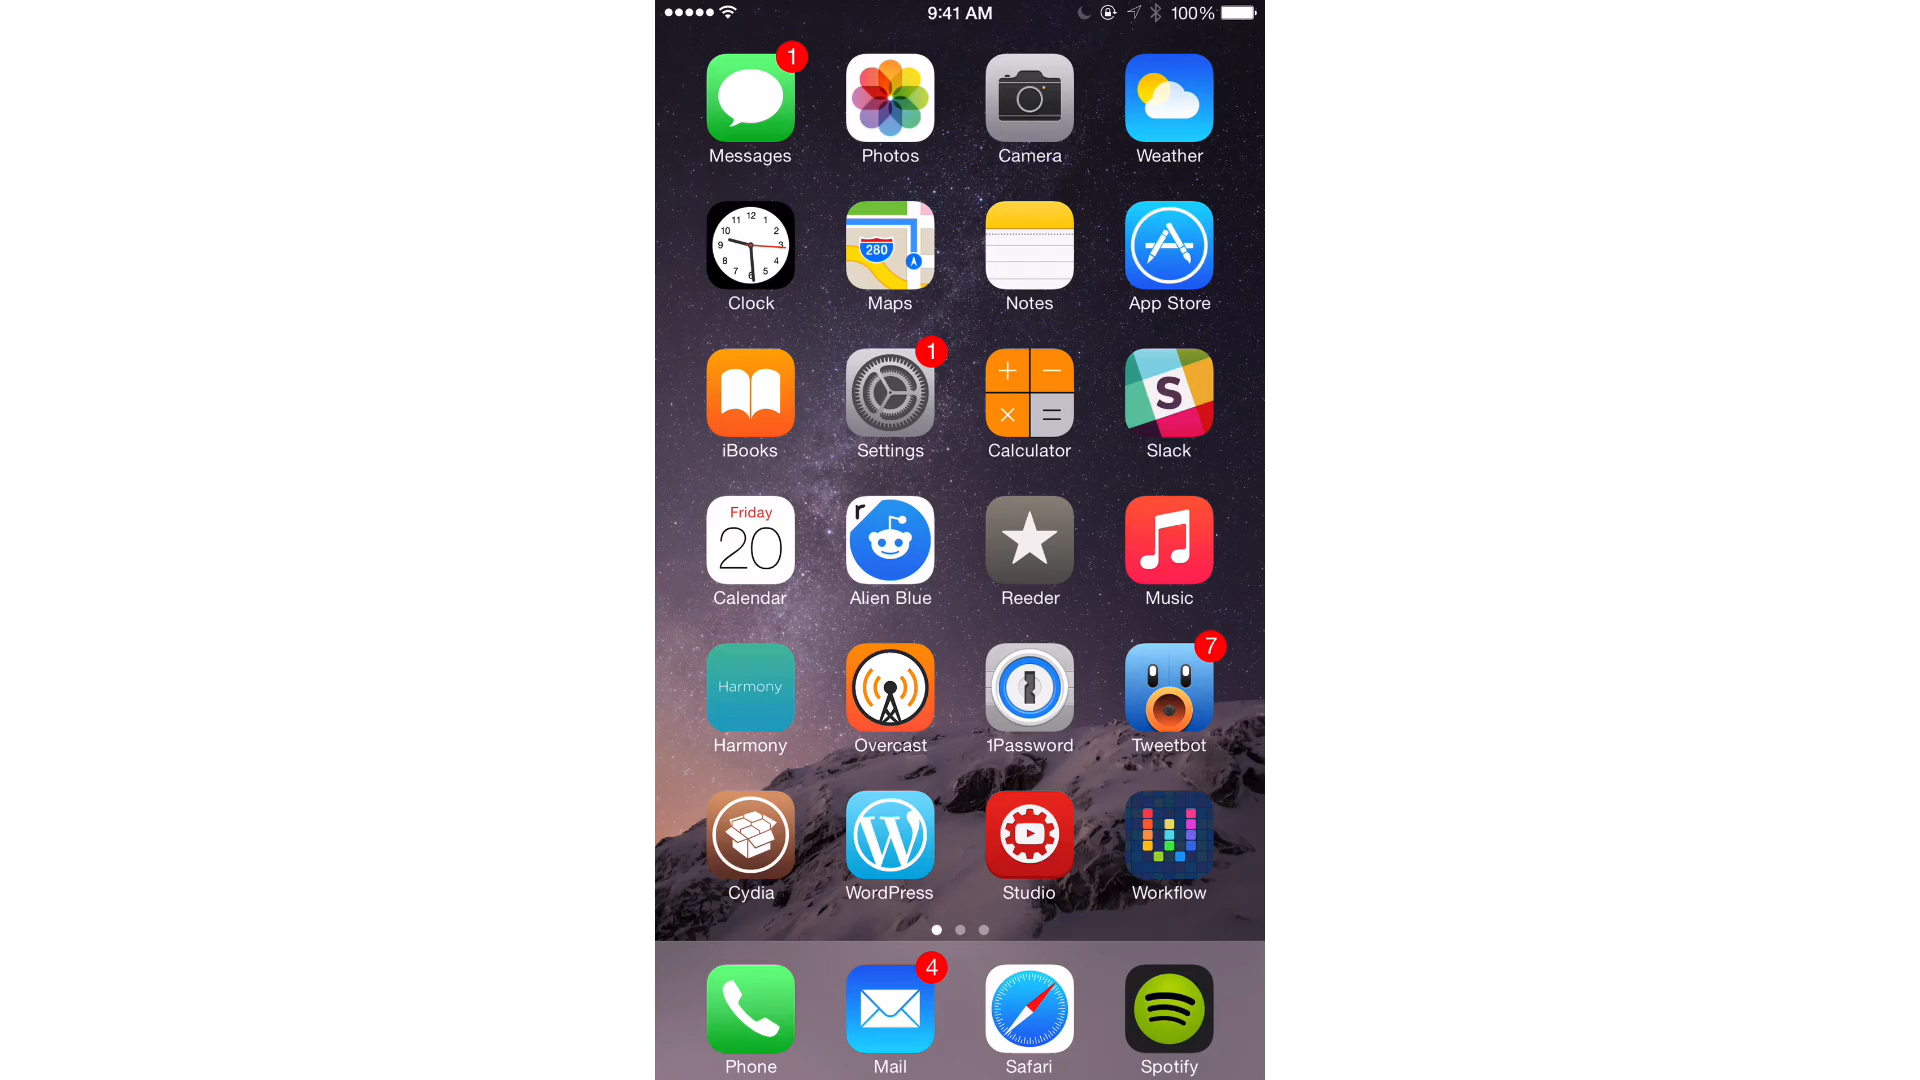 9:41 AM 100%
1
Messages Photos Camera Weather
12
11 1
10 2
9 3
8 4
7 5
6
280
Clock Maps Notes App Store
1
S
iBooks Settings Calculator Slack
Friday
20
r
Calendar Alien Blue Reeder Music
7
Harmony
Harmony Overcast 1Password Tweetbot
W
Cydia WordPress Studio Workflow
4
Phone Mail Safari Spotify